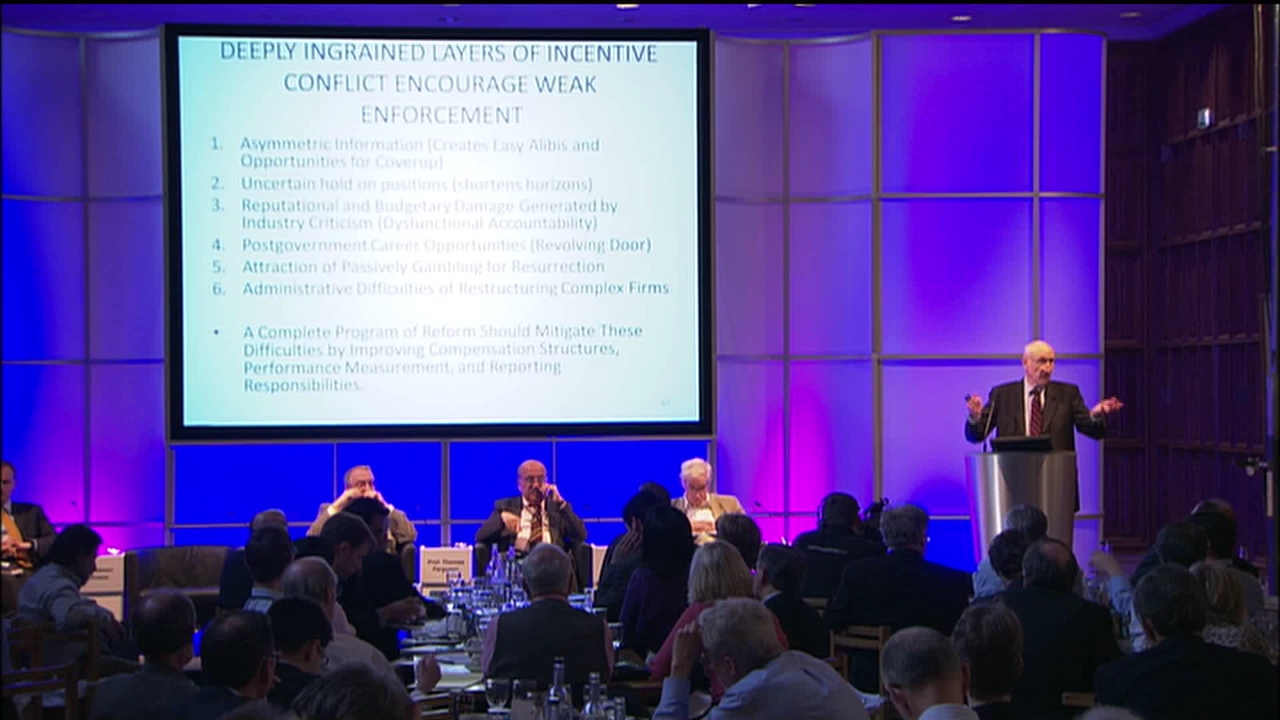 DEEPLY INGRAINED LAYERS OF INCENTIVE
CONFLICT ENCOURAGE WEAK
ENFORCEMENT
1. Asymmetric Information (Creates Easy Alibis and
Opportunities for Coverup)
2. Uncertain hold on positions (shortens horizons)
3. Reputational and Budgetary Damage Generated by
Industry Criticism (Dysfunctional Accountability)
4. Postgovernment Career Opportunities (Revolving Door)
5. Attraction of Passively Gambling for Resurrection
6. Administrative Difficulties of Restructuring Complex Firms
• A Complete Program of Reform Should Mitigate These
Difficulties by Improving Compensation Structures,
Performance Measurement, and Reporting
Responsibilities.
Prof. Thomas
Ferguson